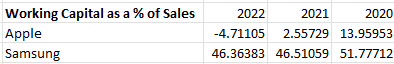 Working Capital as a % of Sales 2022 2021 2020
Apple -4.71105 2.55729 13.95953
Samsung 46.36383 46.51059 51.77712